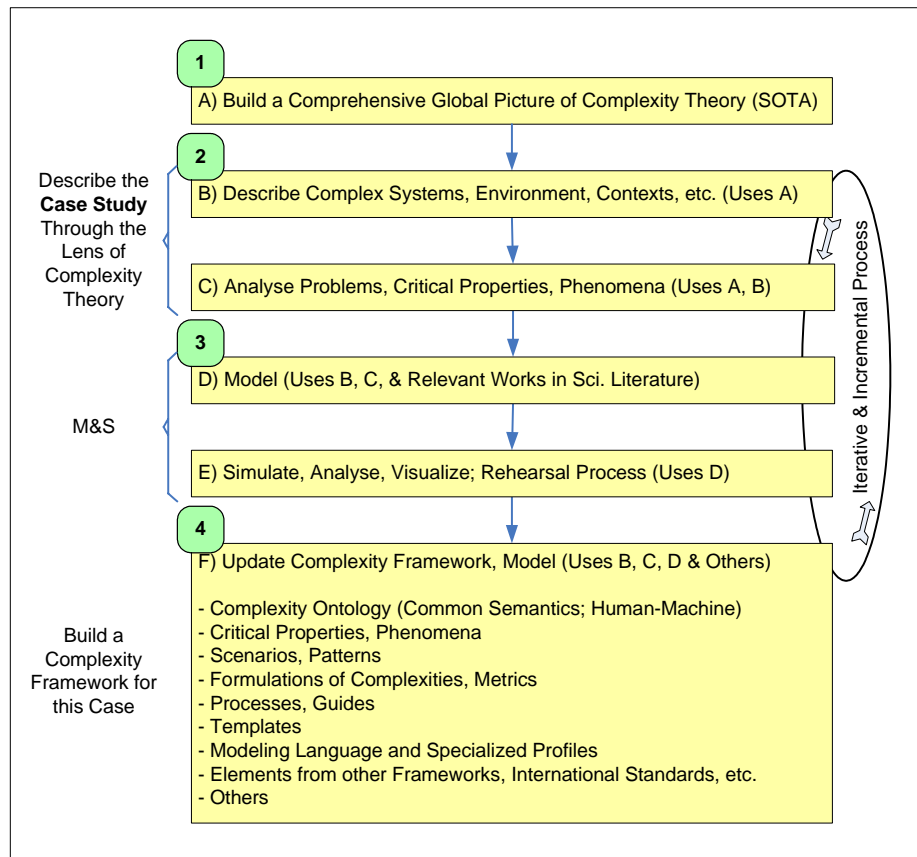 1
A) Build a Comprehensive Global Picture of Complexity Theory (SOTA)
2
Describe the
Case Study
Through the
Lens of
Complexity
Theory
B) Describe Complex Systems, Environment, Contexts, etc. (Uses A)
C) Analyse Problems, Critical Properties, Phenomena (Uses A, B)
3
M&S
D) Model (Uses B, C, & Relevant Works in Sci. Literature)
E) Simulate, Analyse, Visualize; Rehearsal Process (Uses D)
Iterative & Incremental Process
4
Build a
Complexity
Framework for
this Case
F) Update Complexity Framework, Model (Uses B, C, D & Others)
- Complexity Ontology (Common Semantics; Human-Machine)
- Critical Properties, Phenomena
- Scenarios, Patterns
- Formulations of Complexities, Metrics
- Processes, Guides
- Templates
- Modeling Language and Specialized Profiles
- Elements from other Frameworks, International Standards, etc.
- Others